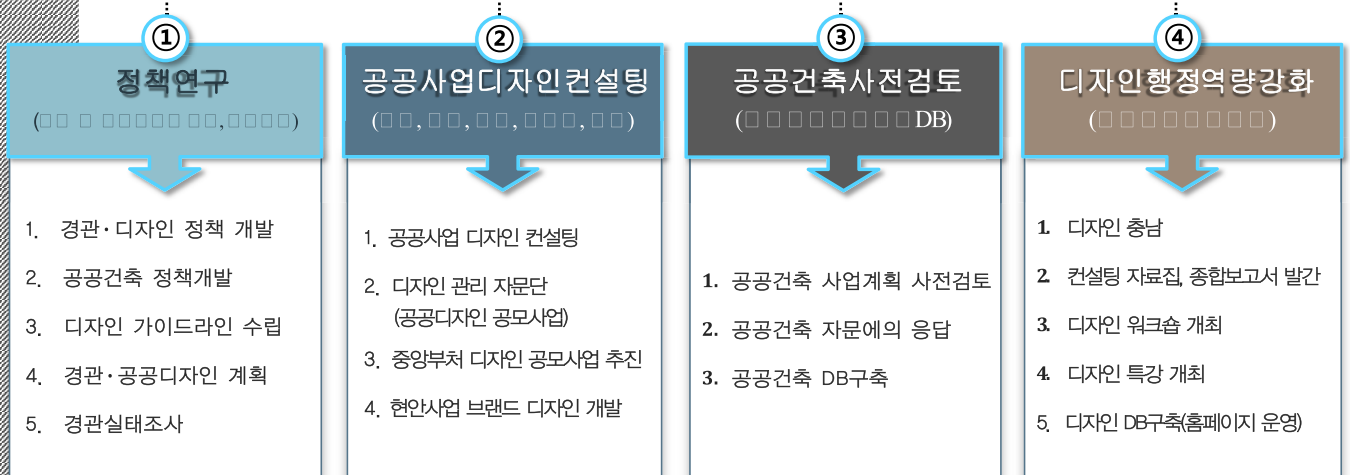 ①
정책연구
②
공공사업디자인컨설팅
③
공공건축사전검토
DB)
④
디자인행정역량강화
1. 경관·디자인 정책 개발
2. 공공건축 정책개발
3. 디자인 가이드라인 수립
4. 경관·공공디자인 계획
5. 경관실태조사
1. 공공사업 디자인 컨설팅
2. 디자인 관리 자문단
(공공디자인 공모사업)
3. 중앙부처 디자인 공모사업 추진
4. 현안사업 브랜드 디자인 개발
1. 공공건축 사업계획 사전검토
2. 공공건축 자문에의 응답
3. 공공건축 DB구축
1. 디자인 충남
2. 컨설팅 자료집, 종합보고서 발간
3. 디자인 워크숍 개최
4. 디자인 특강 개최
5. 디자인 DB구축(홈페이지 운영)